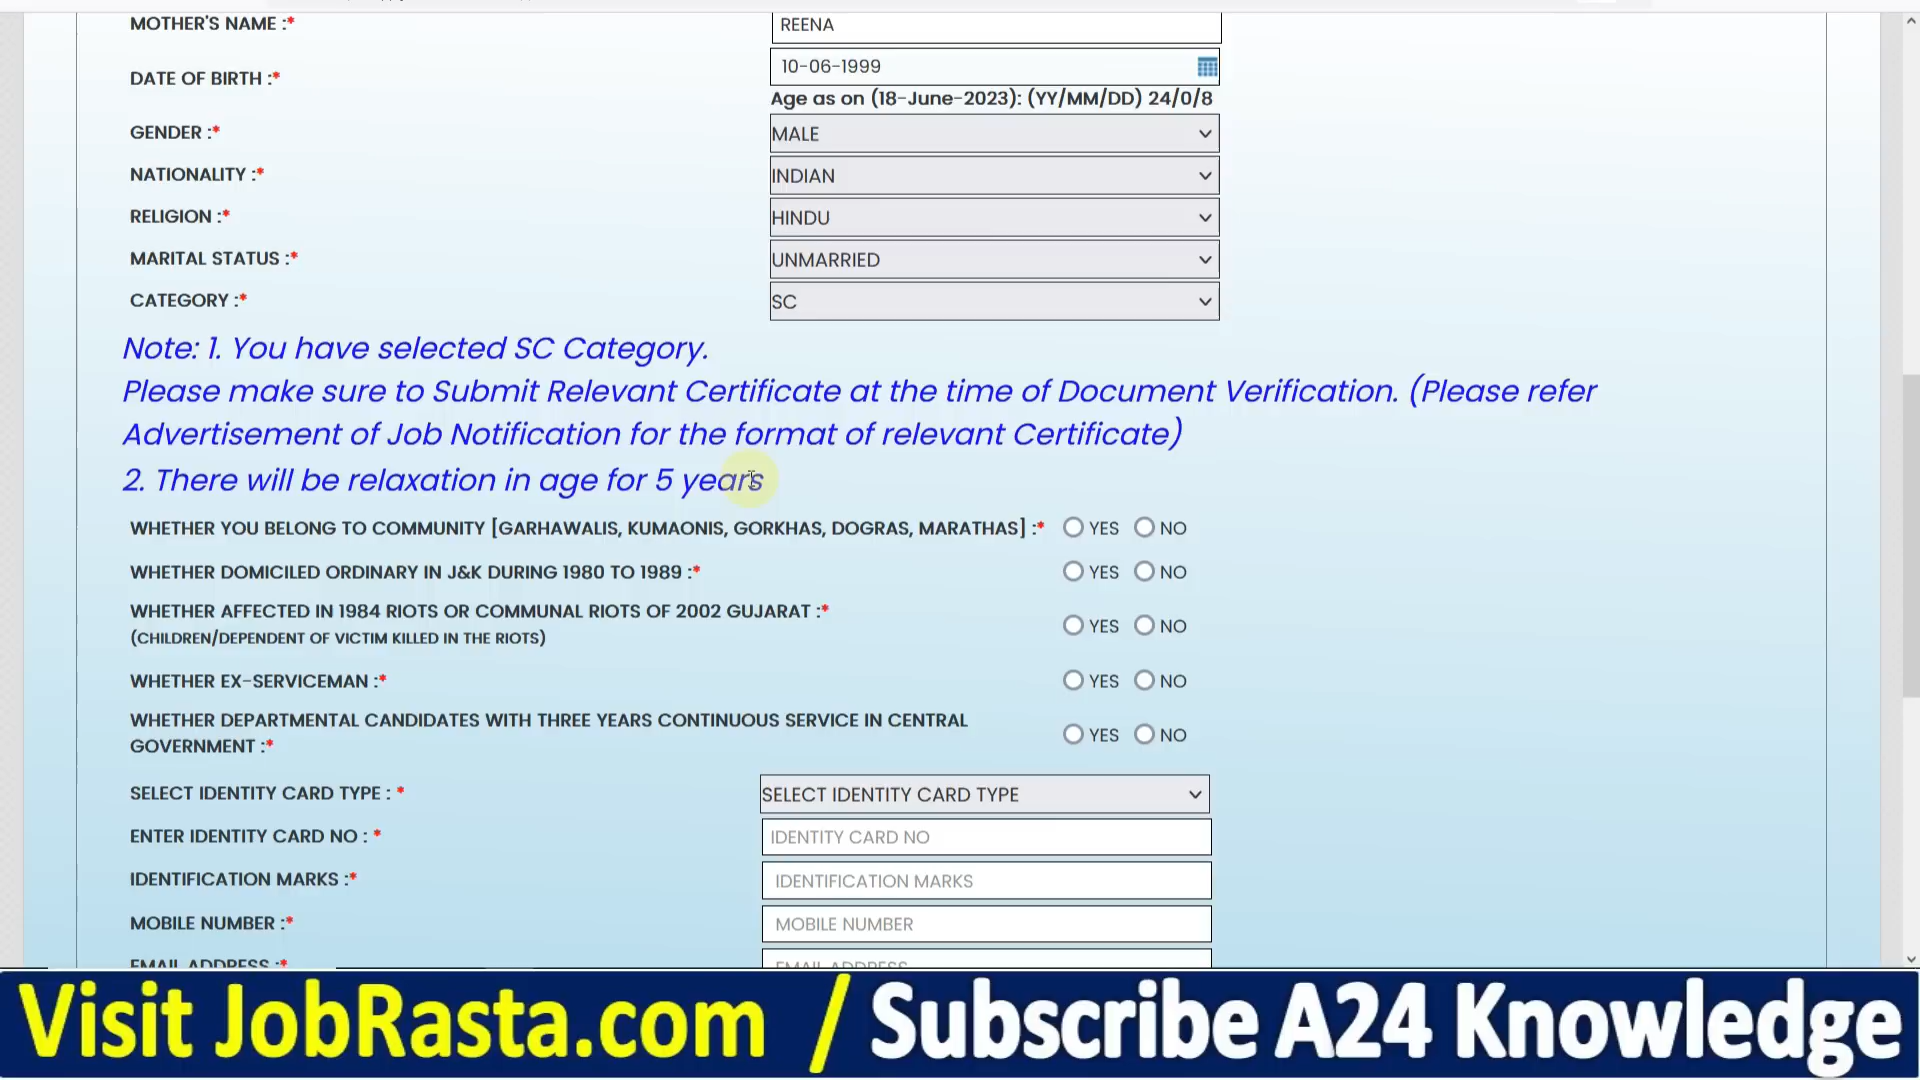 MOTHER'S NAME :*
REENA
DATE OF BIRTH :*
10-06-1999
Age as on (18-June-2023): (YY/MM/DD) 24/0/8
GENDER :*
MALE
NATIONALITY :*
INDIAN
RELIGION :*
HINDU
MARITAL STATUS :*
UNMARRIED
CATEGORY :*
SC
Note: 1. You have selected SC Category.
Please make sure to Submit Relevant Certificate at the time of Document Verification. (Please refer
Advertisement of Job Notification for the format of relevant Certificate)
2. There will be relaxation in age for 5 years
WHETHER YOU BELONG TO COMMUNITY [GARHAWALIS, KUMAONIS, GORKHAS, DOGRAS, MARATHAS] :* YES NO
WHETHER DOMICILED ORDINARY IN J&K DURING 1980 TO 1989 :* YES NO
WHETHER AFFECTED IN 1984 RIOTS OR COMMUNAL RIOTS OF 2002 GUJARAT :*
(CHILDREN/DEPENDENT OF VICTIM KILLED IN THE RIOTS)
YES NO
WHETHER EX-SERVICEMAN :* YES NO
WHETHER DEPARTMENTAL CANDIDATES WITH THREE YEARS CONTINUOUS SERVICE IN CENTRAL
GOVERNMENT :*
YES NO
SELECT IDENTITY CARD TYPE : *
SELECT IDENTITY CARD TYPE
ENTER IDENTITY CARD NO : *
IDENTITY CARD NO
IDENTIFICATION MARKS :*
IDENTIFICATION MARKS
MOBILE NUMBER :*
MOBILE NUMBER
EMAIL ADDRESS :*
EMAIL ADDRESS
Visit JobRasta.com / Subscribe A24 Knowledge